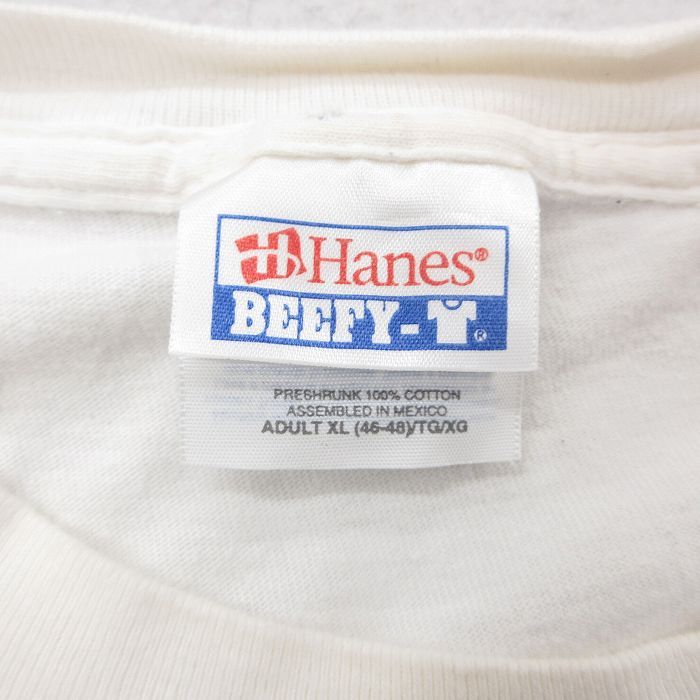 Hanes®
BEEFY-T®
PRESHRUNK 100% COTTON
ASSEMBLED IN MEXICO
ADULT XL (46-48)/TG/XG